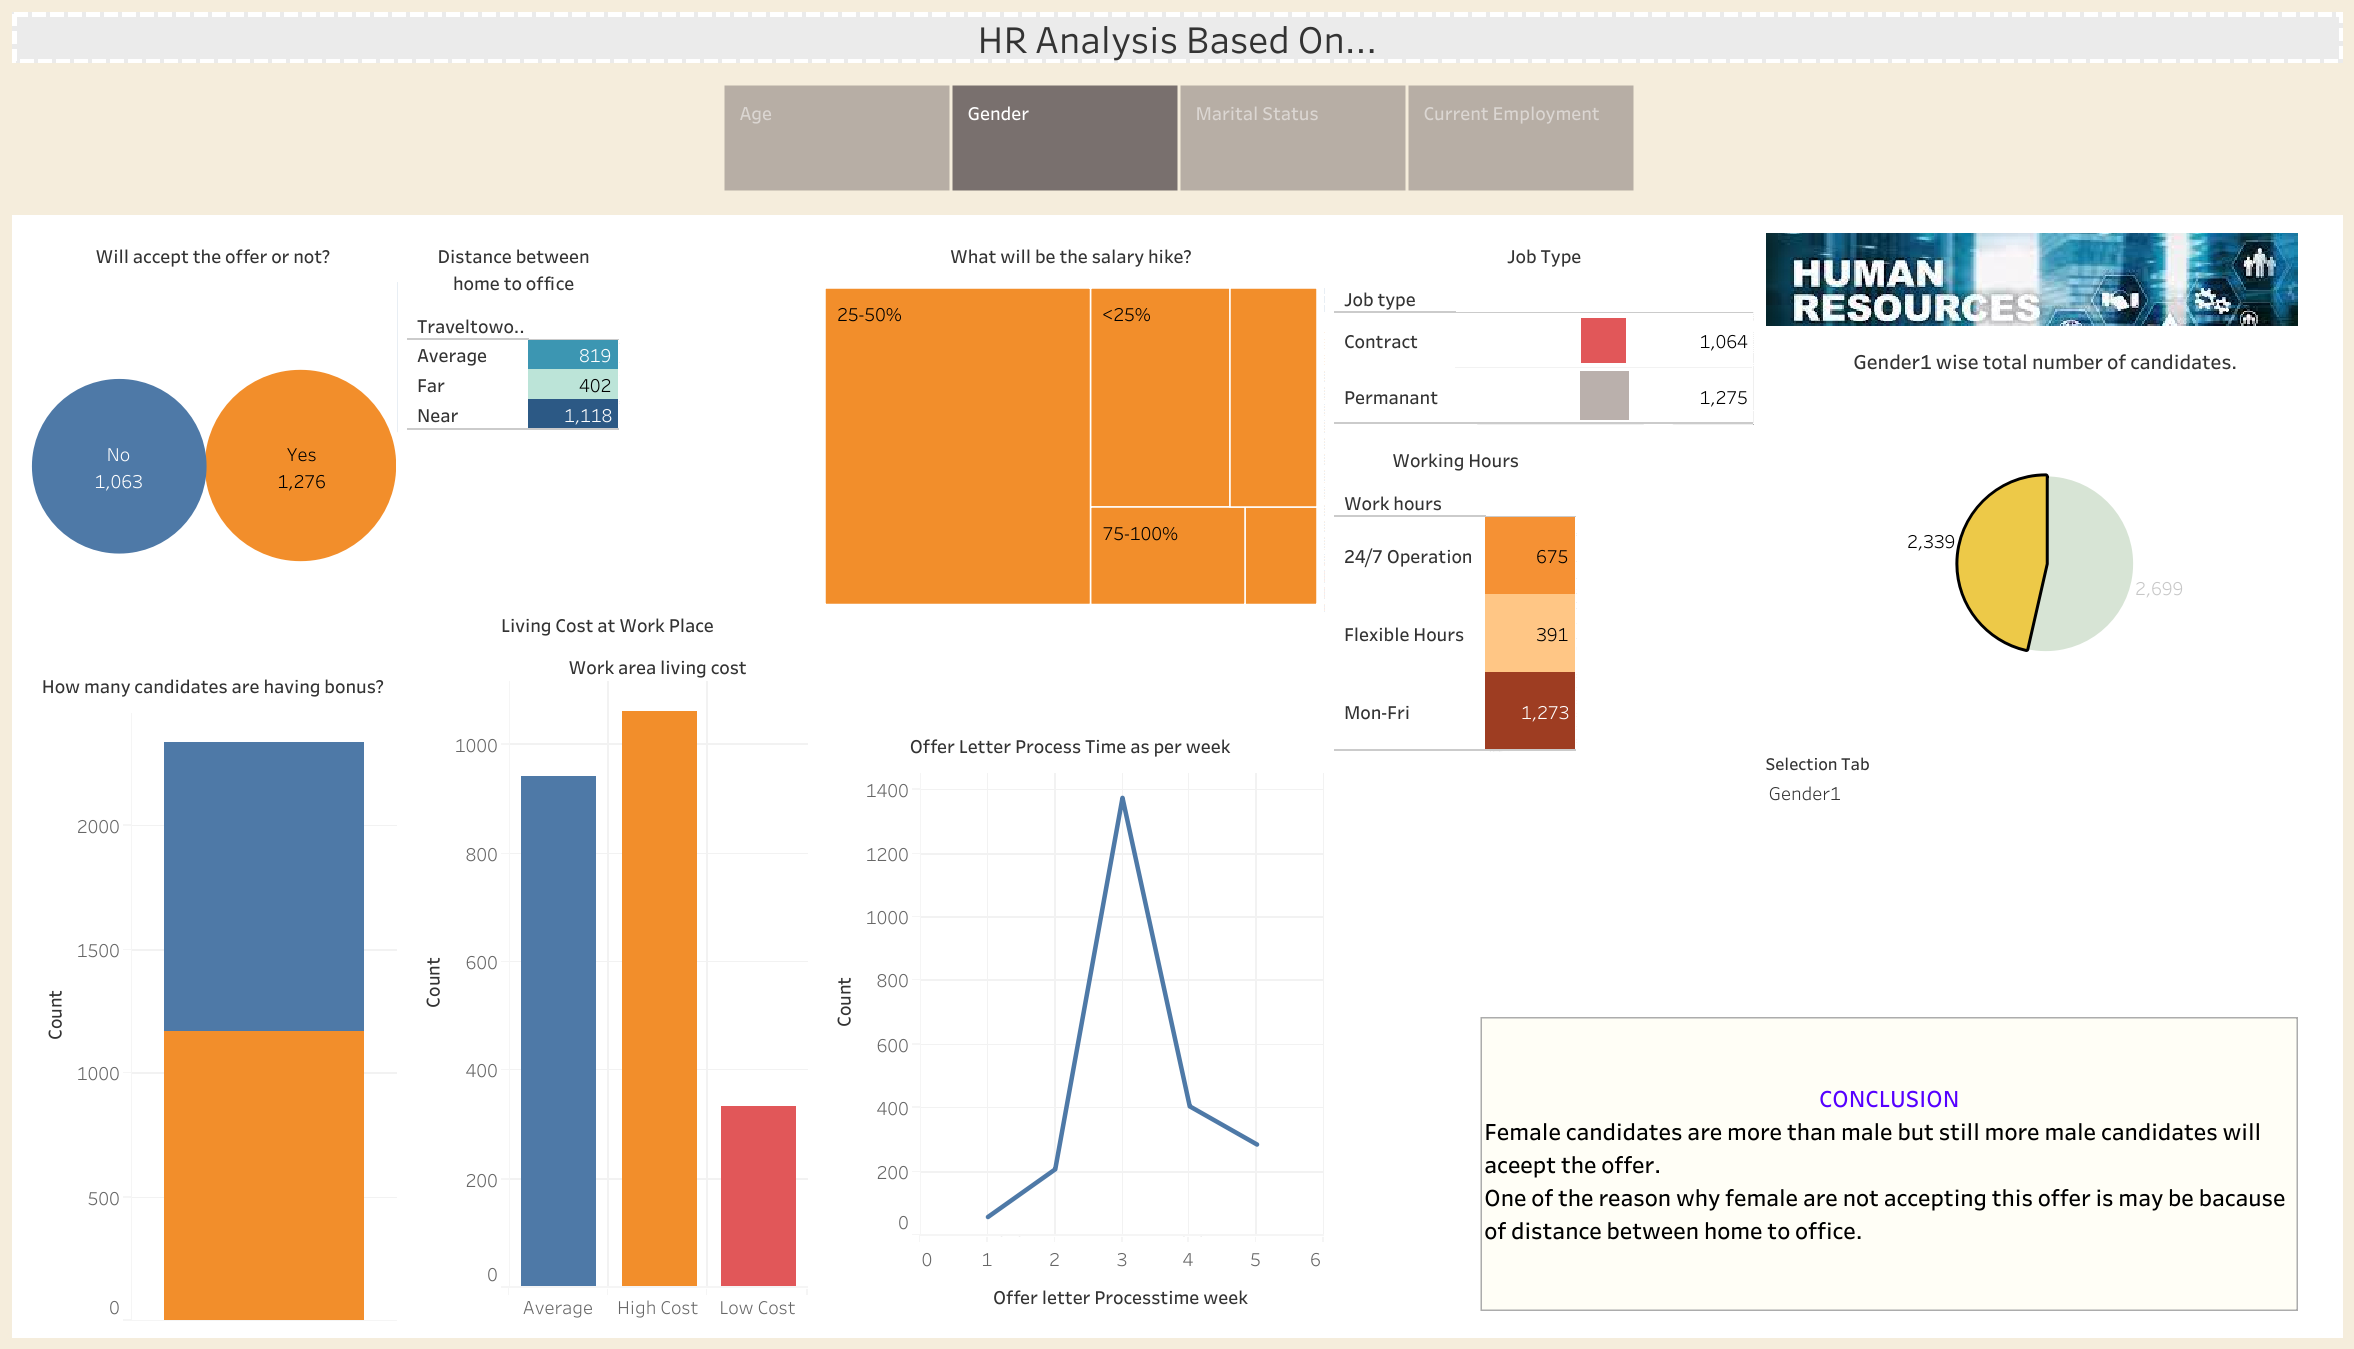 HR Analysis Based On...
Age
Gender
Marital Status
Current Employment
Will accept the offer or not?
No
1,063
Yes
1,276
Distance between
home to office
Traveltowo..
Average 819
Far 402
Near 1,118
What will be the salary hike?
25-50%
<25%
75-100%
Job Type
Job type
Contract 1,064
Permanant 1,275
Working Hours
Work hours
24/7 Operation 675
Flexible Hours 391
Mon-Fri 1,273
HUMAN
RESOURCES
Gender1 wise total number of candidates.
2,339
2,699
Selection Tab
Gender1
How many candidates are having bonus?
Count
2000
1500
1000
500
0
Living Cost at Work Place
Work area living cost
Count
1000
800
600
400
200
0
Average High Cost Low Cost
Offer Letter Process Time as per week
Count
1400
1200
1000
800
600
400
200
0
0 1 2 3 4 5 6
Offer letter Processtime week
CONCLUSION
Female candidates are more than male but still more male candidates will
aceept the offer.
One of the reason why female are not accepting this offer is may be bacause
of distance between home to office.